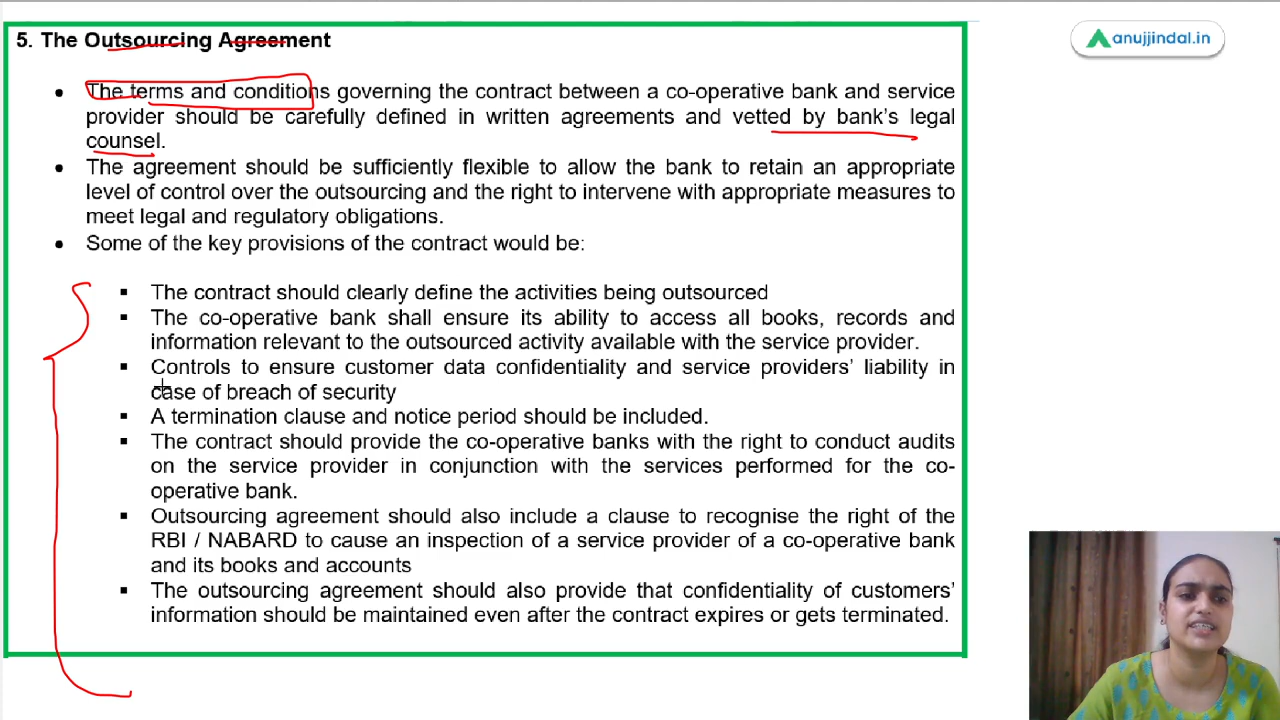 5. The Outsourcing Agreement
anujjindal.in
• The terms and conditions governing the contract between a co-operative bank and service
provider should be carefully defined in written agreements and vetted by bank's legal
counsel.
• The agreement should be sufficiently flexible to allow the bank to retain an appropriate
level of control over the outsourcing and the right to intervene with appropriate measures to
meet legal and regulatory obligations.
• Some of the key provisions of the contract would be:
▪ The contract should clearly define the activities being outsourced
▪ The co-operative bank shall ensure its ability to access all books, records and
information relevant to the outsourced activity available with the service provider.
▪ Controls to ensure customer data confidentiality and service providers' liability in
case of breach of security
▪ A termination clause and notice period should be included.
▪ The contract should provide the co-operative banks with the right to conduct audits
on the service provider in conjunction with the services performed for the co-
operative bank.
▪ Outsourcing agreement should also include a clause to recognise the right of the
RBI / NABARD to cause an inspection of a service provider of a co-operative bank
and its books and accounts
▪ The outsourcing agreement should also provide that confidentiality of customers'
information should be maintained even after the contract expires or gets terminated.